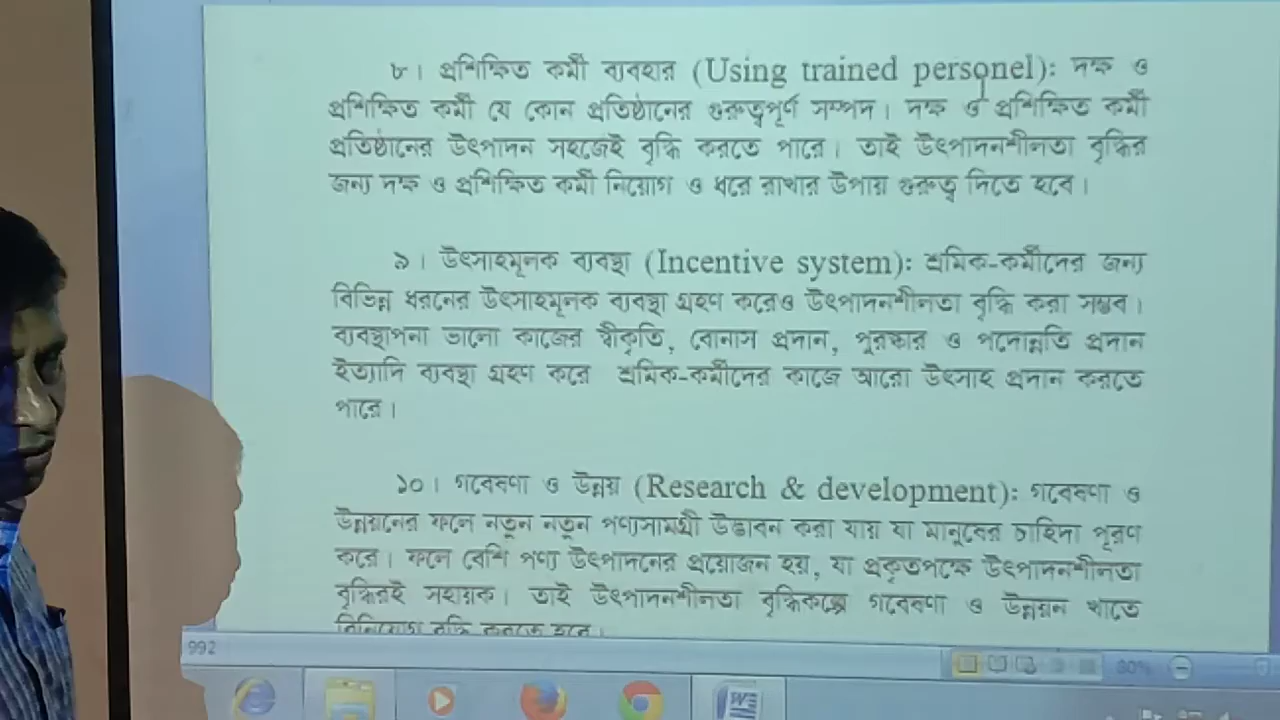 ৮। প্রশিক্ষিত কর্মী ব্যবহার (Using trained personel): দক্ষ ও
প্রশিক্ষিত কর্মী যে কোন প্রতিষ্ঠানের গুরুত্বপূর্ণ সম্পদ। দক্ষ ও প্রশিক্ষিত কর্মী
প্রতিষ্ঠানের উৎপাদন সহজেই বৃদ্ধি করতে পারে। তাই উৎপাদনশীলতা বৃদ্ধির
জন্য দক্ষ ও প্রশিক্ষিত কর্মী নিয়োগ ও ধরে রাখার উপায় গুরুত্ব দিতে হবে।
৯। উৎসাহমূলক ব্যবস্থা (Incentive system): শ্রমিক-কর্মীদের জন্য
বিভিন্ন ধরনের উৎসাহমূলক ব্যবস্থা গ্রহণ করেও উৎপাদনশীলতা বৃদ্ধি করা সম্ভব।
ব্যবস্থাপনা ভালো কাজের স্বীকৃতি, বোনাস প্রদান, পুরস্কার ও পদোন্নতি প্রদান
ইত্যাদি ব্যবস্থা গ্রহণ করে শ্রমিক-কর্মীদের কাজে আরো উৎসাহ প্রদান করতে
পারে।
১০। গবেষণা ও উন্নয় (Research & development): গবেষণা ও
উন্নয়নের ফলে নতুন নতুন পণ্যসামগ্রী উদ্ভাবন করা যায় যা মানুষের চাহিদা পূরণ
করে। ফলে বেশি পণ্য উৎপাদনের প্রয়োজন হয়, যা প্রকৃতপক্ষে উৎপাদনশীলতা
বৃদ্ধিরই সহায়ক। তাই উৎপাদনশীলতা বৃদ্ধিকল্পে গবেষণা ও উন্নয়ন খাতে
বিনিয়োগ বৃদ্ধি করতে হবে।
992
80%